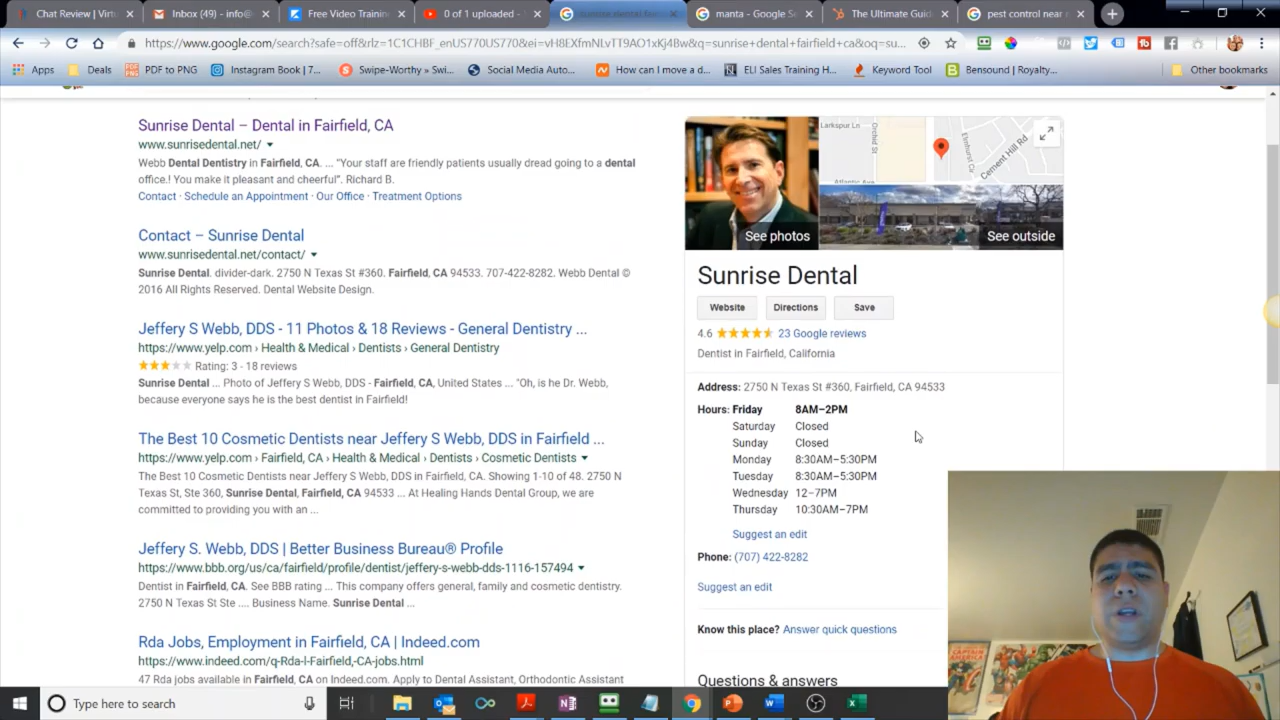 Chat Review | Virtu
Inbox (49) - info@
Free Video Training
0 of 1 uploaded -
manta - Google Se
The Ultimate Guid
pest control near
https://www.google.com/search?safe=off&rlz=1C1CHBF_enUS770US770&ei=vH8EXfmNLvTT9AO1xKj4Bw&q=sunrise+dental+fairfield+ca&oq=su...
Apps
Deals
PDF to PNG
Instagram Book | 7...
Swipe-Worthy » Swi...
Social Media Auto...
How can I move a d...
ELI Sales Training H...
Keyword Tool
Bensound | Royalty...
Other bookmarks
Sunrise Dental – Dental in Fairfield, CA
www.sunrisedental.net/
Webb Dental Dentistry in Fairfield, CA. ... "Your staff are friendly patients usually dread going to a dental
office.! You make it pleasant and cheerful". Richard B.
Contact · Schedule an Appointment · Our Office · Treatment Options
Contact – Sunrise Dental
www.sunrisedental.net/contact/
Sunrise Dental. divider-dark. 2750 N Texas St #360. Fairfield, CA 94533. 707-422-8282. Webb Dental ©
2016 All Rights Reserved. Dental Website Design.
Jeffery S Webb, DDS - 11 Photos & 18 Reviews - General Dentistry ...
https://www.yelp.com › Health & Medical › Dentists › General Dentistry
Rating: 3 - 18 reviews
Sunrise Dental ... Photo of Jeffery S Webb, DDS - Fairfield, CA, United States ... "Oh, is he Dr. Webb,
because everyone says he is the best dentist in Fairfield!
The Best 10 Cosmetic Dentists near Jeffery S Webb, DDS in Fairfield ...
https://www.yelp.com › Fairfield, CA › Health & Medical › Dentists › Cosmetic Dentists
The Best 10 Cosmetic Dentists near Jeffery S Webb, DDS in Fairfield, CA. Showing 1-10 of 48. 2750 N
Texas St, Ste 360, Sunrise Dental, Fairfield, CA 94533 ... At Healing Hands Dental Group, we are
committed to providing you with an ...
Jeffery S. Webb, DDS | Better Business Bureau® Profile
https://www.bbb.org/us/ca/fairfield/profile/dentist/jeffery-s-webb-dds-1116-157494
Dentist in Fairfield, CA. See BBB rating ... This company offers general, family and cosmetic dentistry.
2750 N Texas St Ste .... Business Name. Sunrise Dental ...
Rda Jobs, Employment in Fairfield, CA | Indeed.com
https://www.indeed.com/q-Rda-l-Fairfield,-CA-jobs.html
47 Rda jobs available in Fairfield, CA on Indeed.com. Apply to Dental Assistant, Orthodontic Assistant
Larkspur Ln
Orchid St
Atlantic Ave
Elmhurst Cir
Cement Hill Rd
See photos
See outside
Sunrise Dental
Website
Directions
Save
4.6 23 Google reviews
Dentist in Fairfield, California
Address: 2750 N Texas St #360, Fairfield, CA 94533
Hours: Friday 8AM–2PM
Saturday Closed
Sunday Closed
Monday 8:30AM–5:30PM
Tuesday 8:30AM–5:30PM
Wednesday 12–7PM
Thursday 10:30AM–7PM
Suggest an edit
Phone: (707) 422-8282
Suggest an edit
Know this place? Answer quick questions
Questions & answers
Type here to search